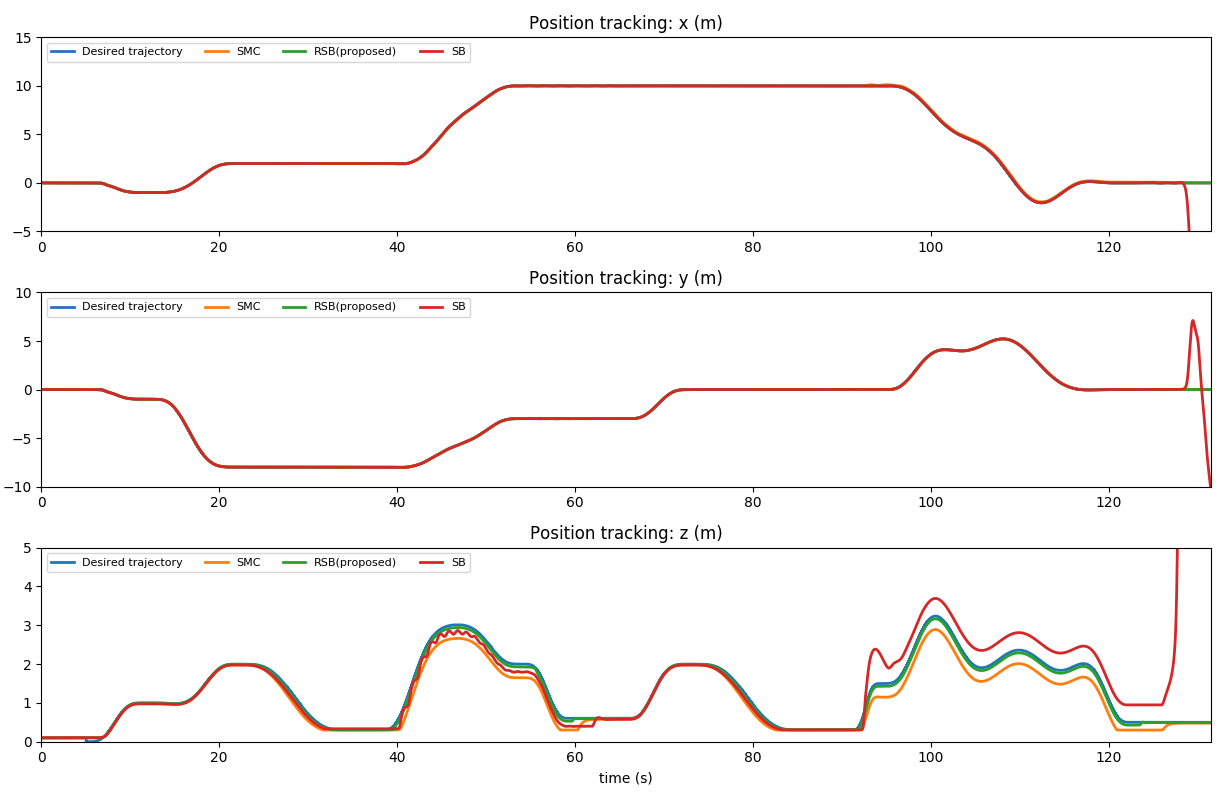 Position tracking: x (m)
Desired trajectory SMC RSB(proposed) SB
15
10
5
0
−5
0 20 40 60 80 100 120
Position tracking: y (m)
Desired trajectory SMC RSB(proposed) SB
10
5
0
−5
−10
0 20 40 60 80 100 120
Position tracking: z (m)
Desired trajectory SMC RSB(proposed) SB
5
4
3
2
1
0
0 20 40 60 80 100 120
time (s)